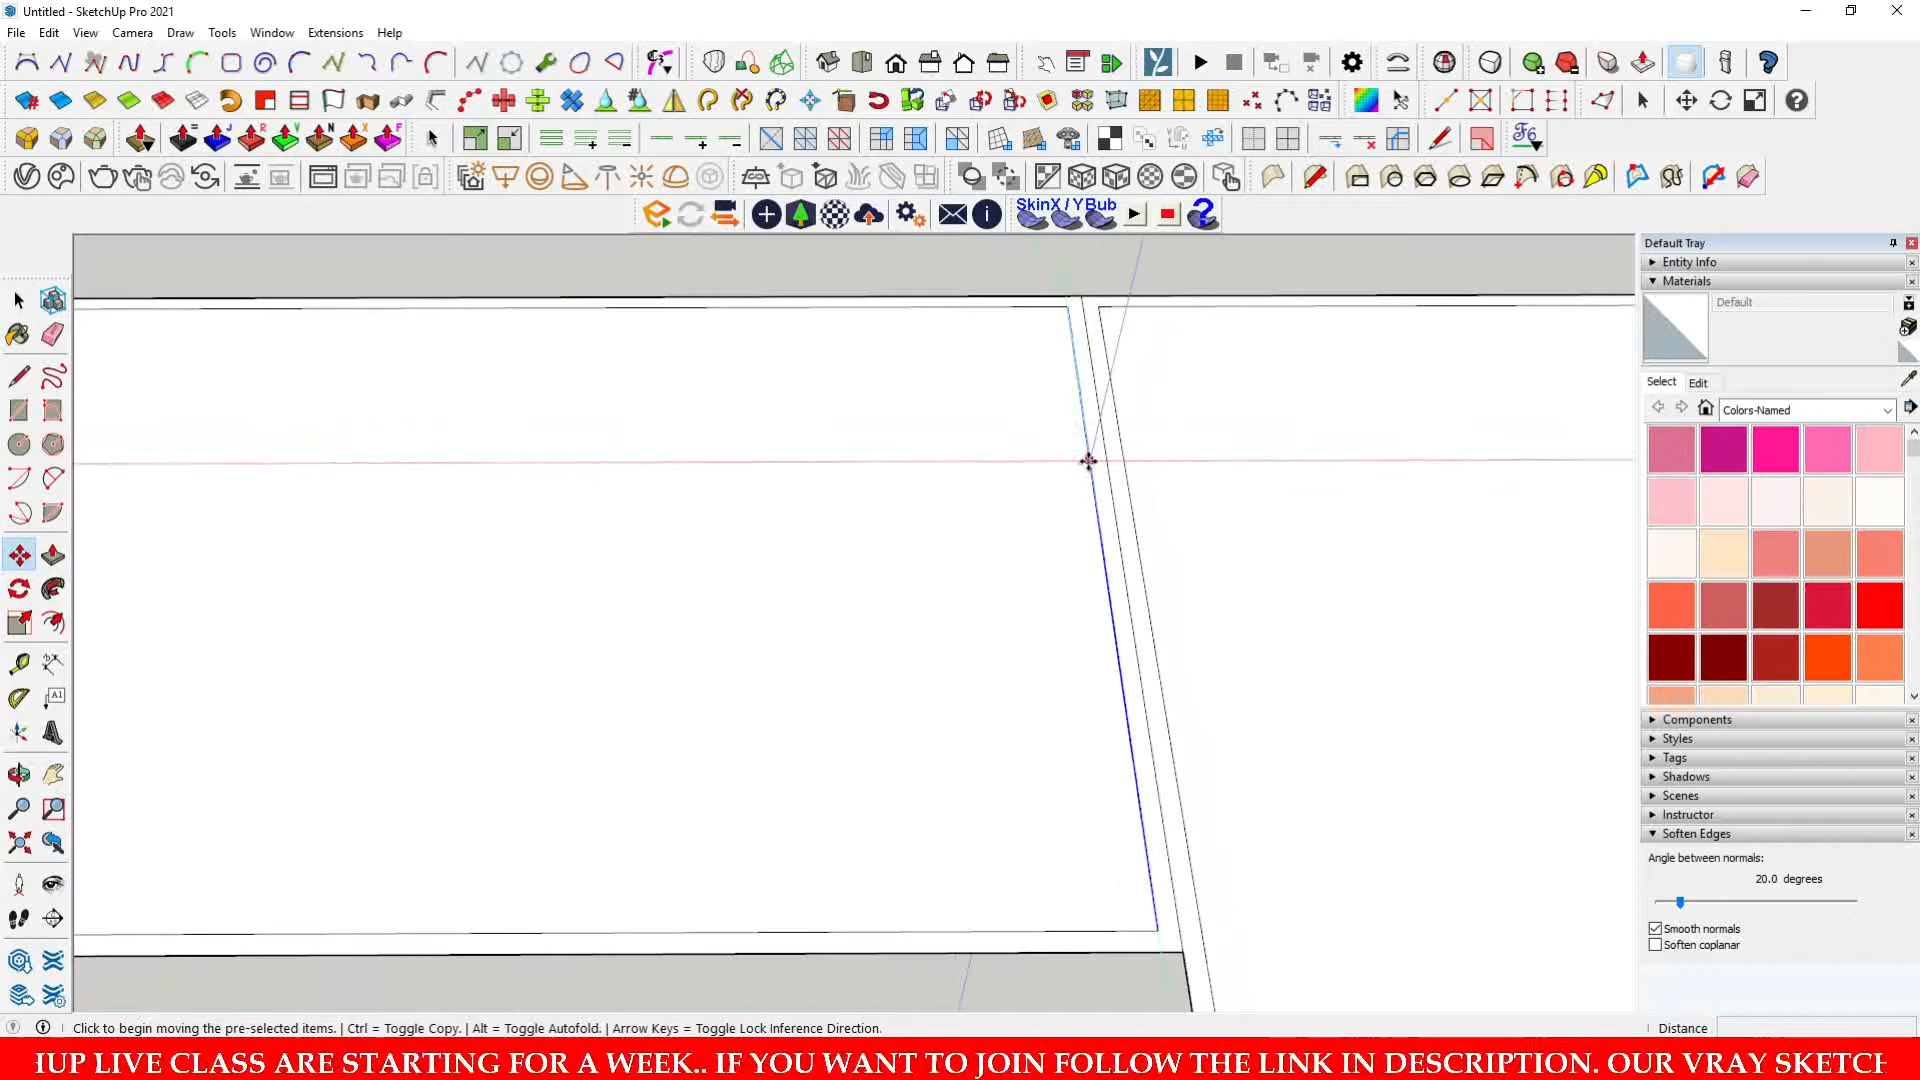 Untitled - SketchUp Pro 2021
File Edit View Camera Draw Tools Window Extensions Help
F6
SkinX / YBub
Default Tray
Entity Info
Materials
Default
Select Edit
Colors-Named
A1
Components
Styles
Tags
Shadows
Scenes
Instructor
Soften Edges
Angle between normals:
20.0 degrees
Smooth normals
Soften coplanar
Click to begin moving the pre-selected items. | Ctrl = Toggle Copy. | Alt = Toggle Autofold. | Arrow Keys = Toggle Lock Inference Direction.
Distance
HUP LIVE CLASS ARE STARTING FOR A WEEK.. IF YOU WANT TO JOIN FOLLOW THE LINK IN DESCRIPTION. OUR VRAY SKETCH